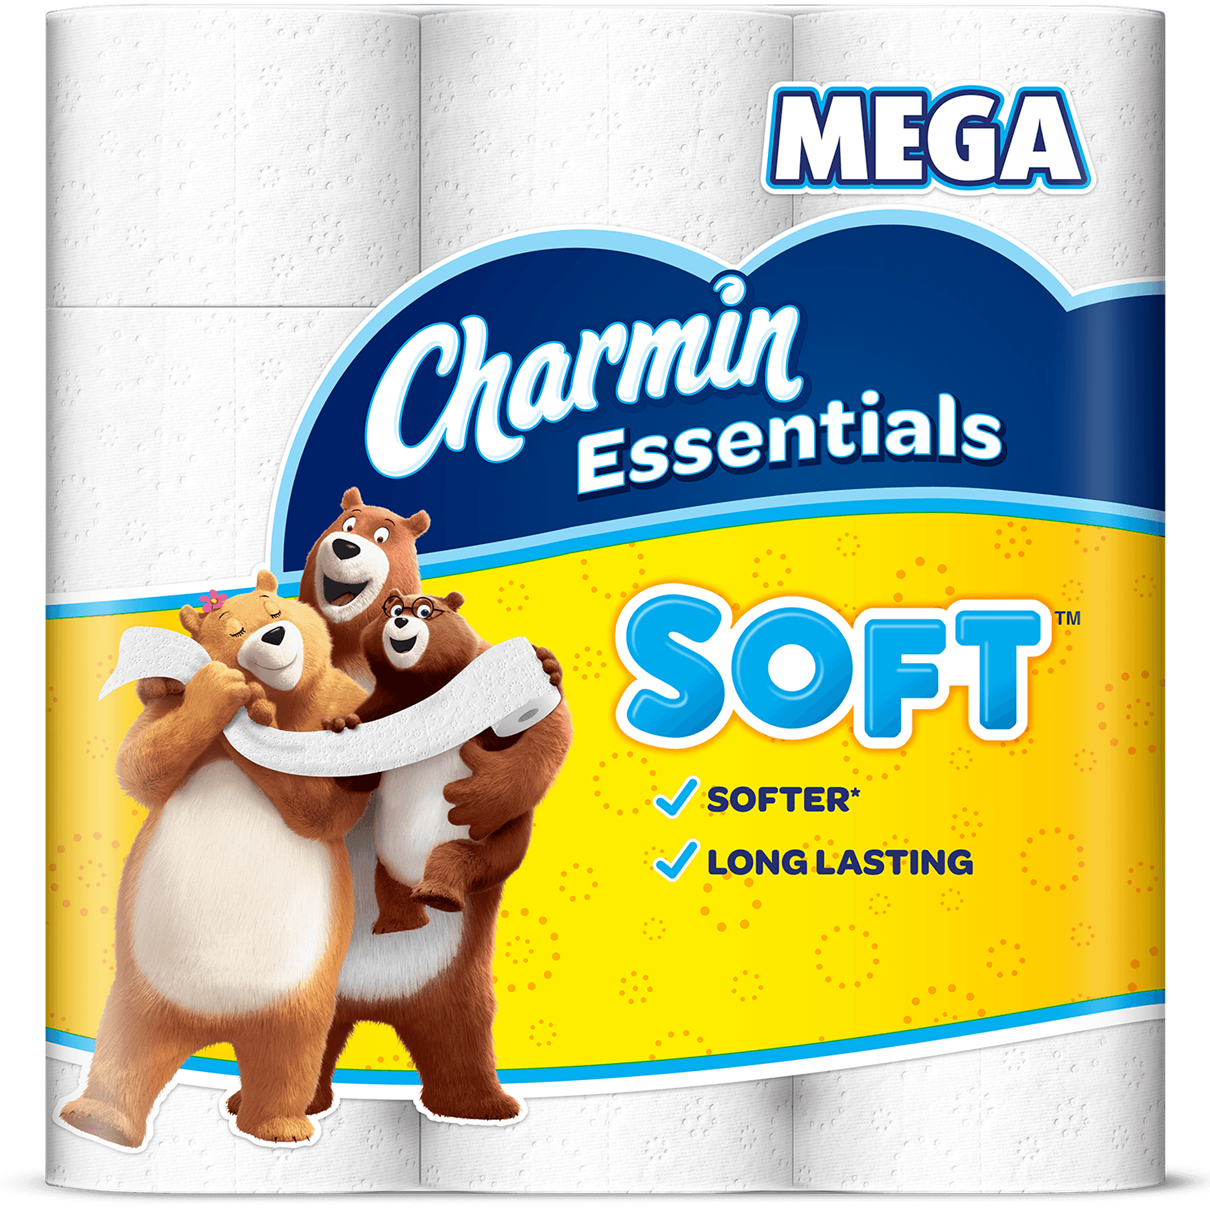 MEGA
Charmin
Essentials
SOFT™
✓ SOFTER*
✓ LONG LASTING